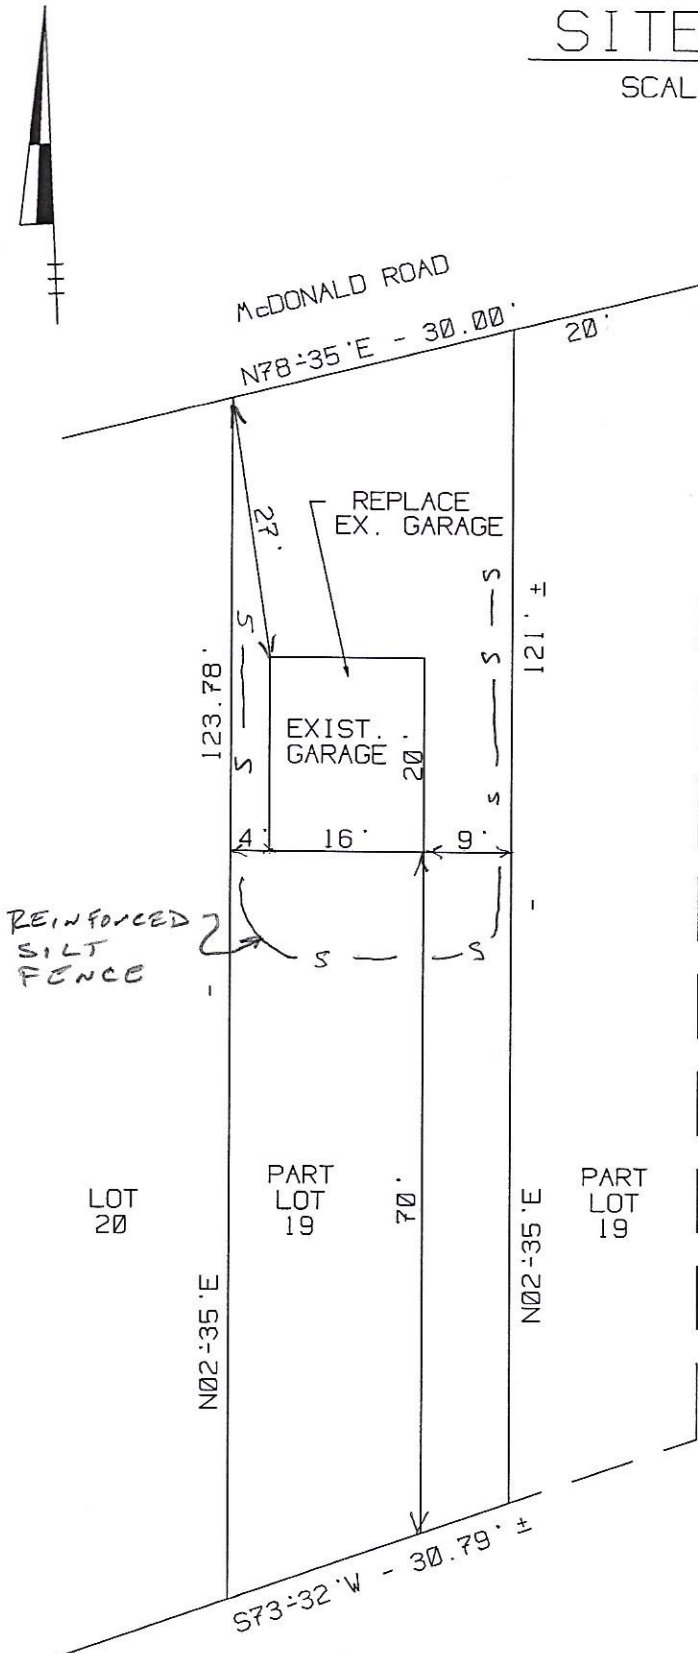 SITE
SCAL
McDONALD ROAD
N78-35'E - 30.00'
20'
27'
REPLACE
EX. GARAGE
S
S
S
S
S
123.78'
121.±
EXIST.
GARAGE
20'
4'
16'
9'
REINFORCED
SILT
FENCE
S
S
LOT
20
PART
LOT
19
70'
PART
LOT
19
N02-35'E
N02-35'E
S73-32'W - 30.79'±